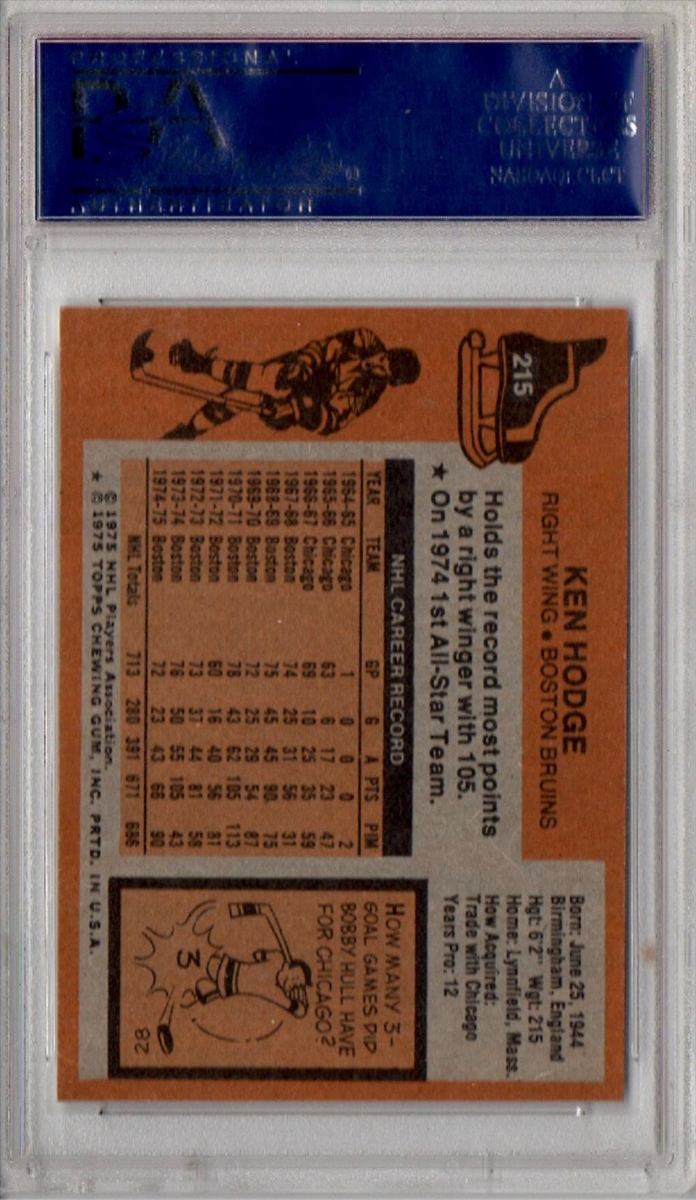 PROFESSIONAL
PSA
AUTHENTICATOR
A
DIVISION OF
COLLECTORS
UNIVERSE
NASDAQ: CLCT
215
KEN HODGE
RIGHT WING • BOSTON BRUINS
Holds the record most points
by a right winger with 105.
★ On 1974 1st All-Star Team.
Born: June 25, 1944
Birmingham, England
Hgt: 6'2" Wgt: 215
Home: Lynnfield, Mass.
How Acquired:
Trade with Chicago
Years Pro: 12
NHL CAREER RECORD
YEAR TEAM GP G A PTS PIM
1964-65 Chicago 1 0 0 0 2
1965-66 Chicago 63 6 17 23 47
1966-67 Chicago 69 10 25 35 59
1967-68 Boston 74 25 31 56 31
1968-69 Boston 75 45 45 90 75
1969-70 Boston 72 25 29 54 87
1970-71 Boston 78 43 62 105 113
1971-72 Boston 60 16 40 56 81
1972-73 Boston 73 37 44 81 58
1973-74 Boston 76 50 55 105 43
1974-75 Boston 72 23 43 66 90
NHL Totals 713 280 391 671 686
© 1975 NHL Players Association.
★ © 1975 TOPPS CHEWING GUM, INC. PRTD. IN U.S.A.
HOW MANY 3-
GOAL GAMES DID
BOBBY HULL HAVE
FOR CHICAGO?
3
82